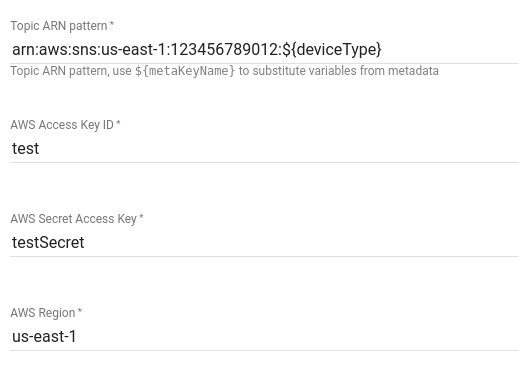 Topic ARN pattern *
arn:aws:sns:us-east-1:123456789012:${deviceType}
Topic ARN pattern, use ${metaKeyName} to substitute variables from metadata
AWS Access Key ID *
test
AWS Secret Access Key *
testSecret
AWS Region *
us-east-1